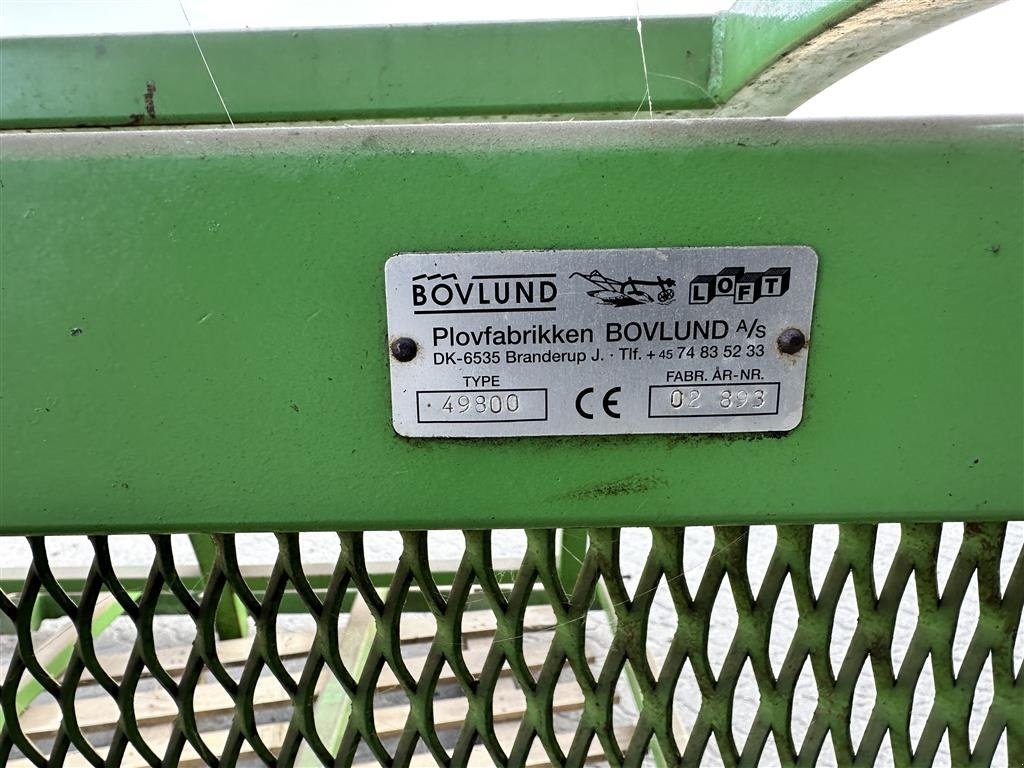 BOVLUND LOFT
Plovfabrikken BOVLUND A/S
DK-6535 Branderup J. · Tlf. + 45 74 83 52 33
TYPE FABR. ÅR-NR.
49800 CE 02 893